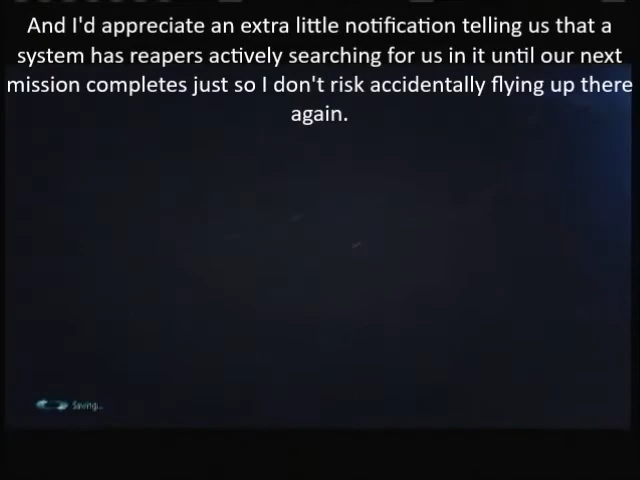 And I'd appreciate an extra little notification telling us that a
system has reapers actively searching for us in it until our next
mission completes just so I don't risk accidentally flying up there
again.
Saving...